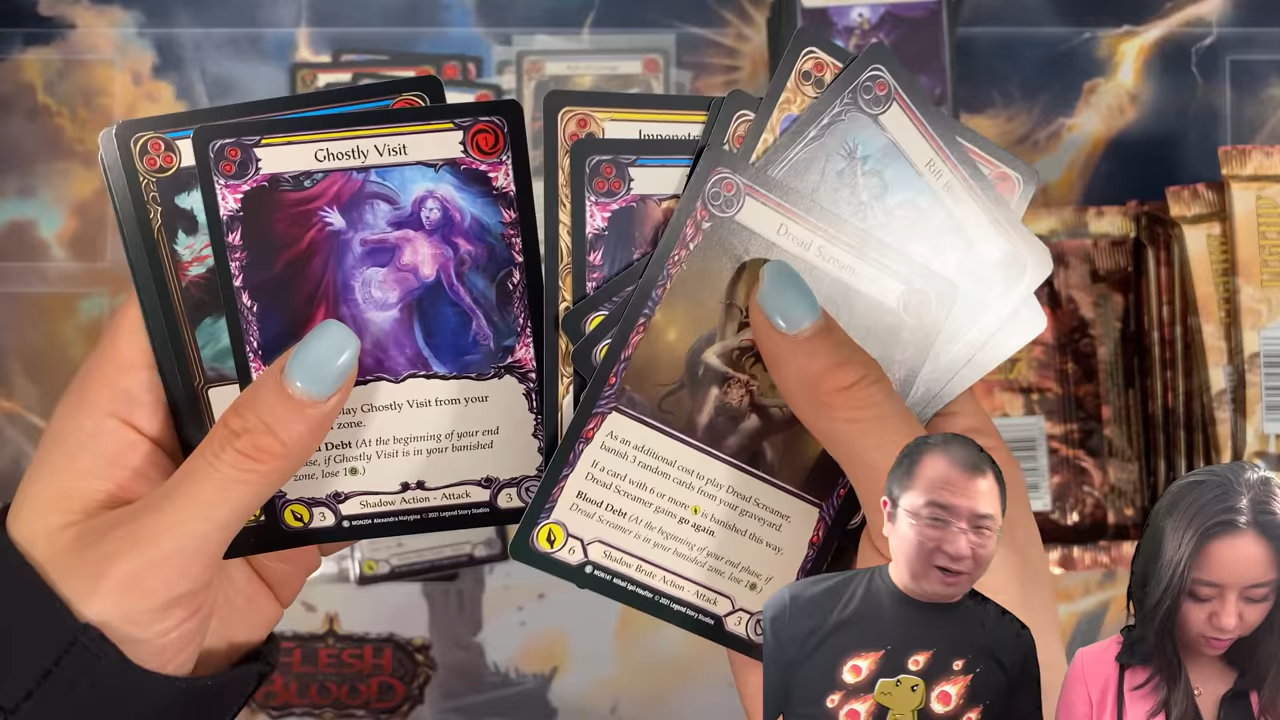 Ghostly Visit
1
lay Ghostly Visit from your
zone.
d Debt (At the beginning of your end
ase, if Ghostly Visit is in your banished
zone, lose 1.)
Shadow Action - Attack
3
3
MON204 Alexandra Malygina © 2021 Legend Story Studios
Impenetr
Rift
Dread Scream
As an additional cost to play Dread Screamer,
banish 3 random cards from your graveyard.
If a card with 6 or more is banished this way,
Dread Screamer gains go again.
Blood Debt (At the beginning of your end phase, if
Dread Screamer is in your banished zone, lose 1.)
6
Shadow Brute Action - Attack
3
MON141 © 2021 Legend Story Studios
FLESH
BLOOD